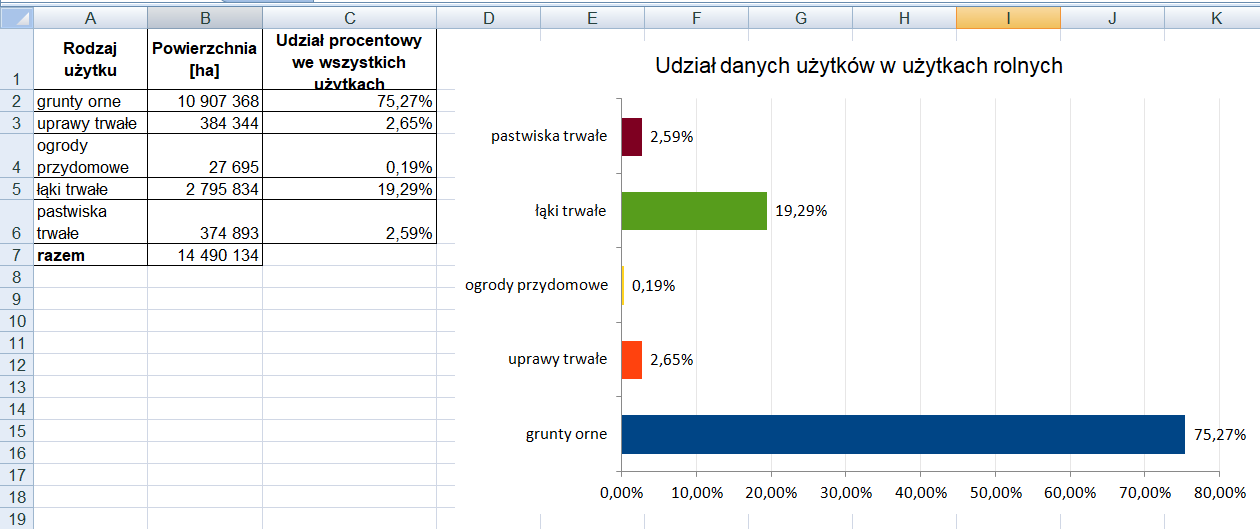 A B C D E F G H I J K
1 Rodzaj użytku Powierzchnia [ha] Udział procentowy we wszystkich użytkach
2 grunty orne 10 907 368 75,27%
3 uprawy trwałe 384 344 2,65%
4 ogrody przydomowe 27 695 0,19%
5 łąki trwałe 2 795 834 19,29%
6 pastwiska trwałe 374 893 2,59%
7 razem 14 490 134
8
9
10
11
12
13
14
15
16
17
18
19
Udział danych użytków w użytkach rolnych
pastwiska trwałe 2,59%
łąki trwałe 19,29%
ogrody przydomowe 0,19%
uprawy trwałe 2,65%
grunty orne 75,27%
0,00% 10,00% 20,00% 30,00% 40,00% 50,00% 60,00% 70,00% 80,00%